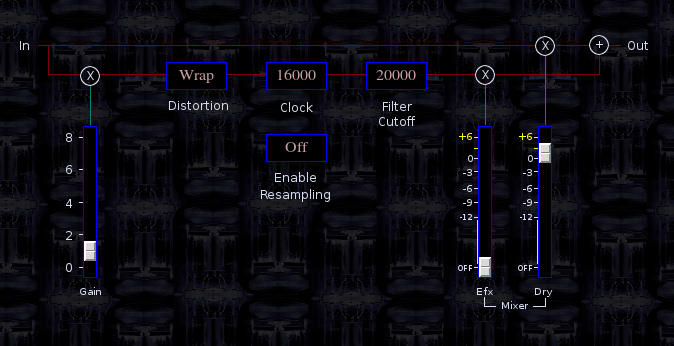 In
X
+
Out
X
Wrap
16000
20000
X
Distortion
Clock
Filter
Cutoff
Off
Enable
Resampling
8
6
4
2
0
Gain
+6
0
-3
-6
-9
-12
OFF
Efx
+6
0
-3
-6
-9
-12
OFF
Dry
Mixer